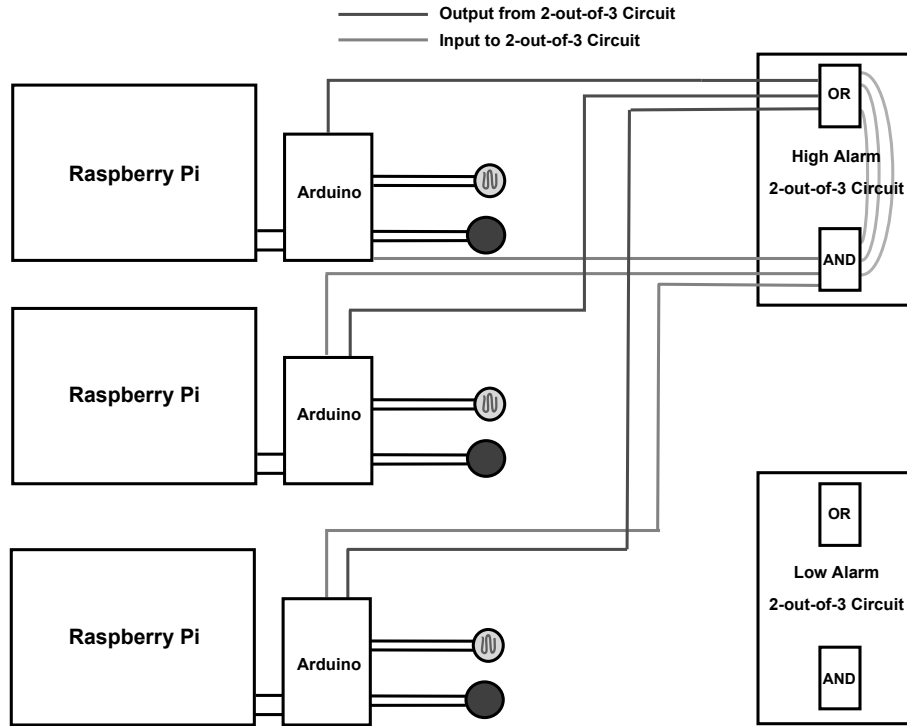 Output from 2-out-of-3 Circuit
Input to 2-out-of-3 Circuit
Raspberry Pi
Arduino
OR
High Alarm
2-out-of-3 Circuit
AND
Raspberry Pi
Arduino
Raspberry Pi
Arduino
OR
Low Alarm
2-out-of-3 Circuit
AND